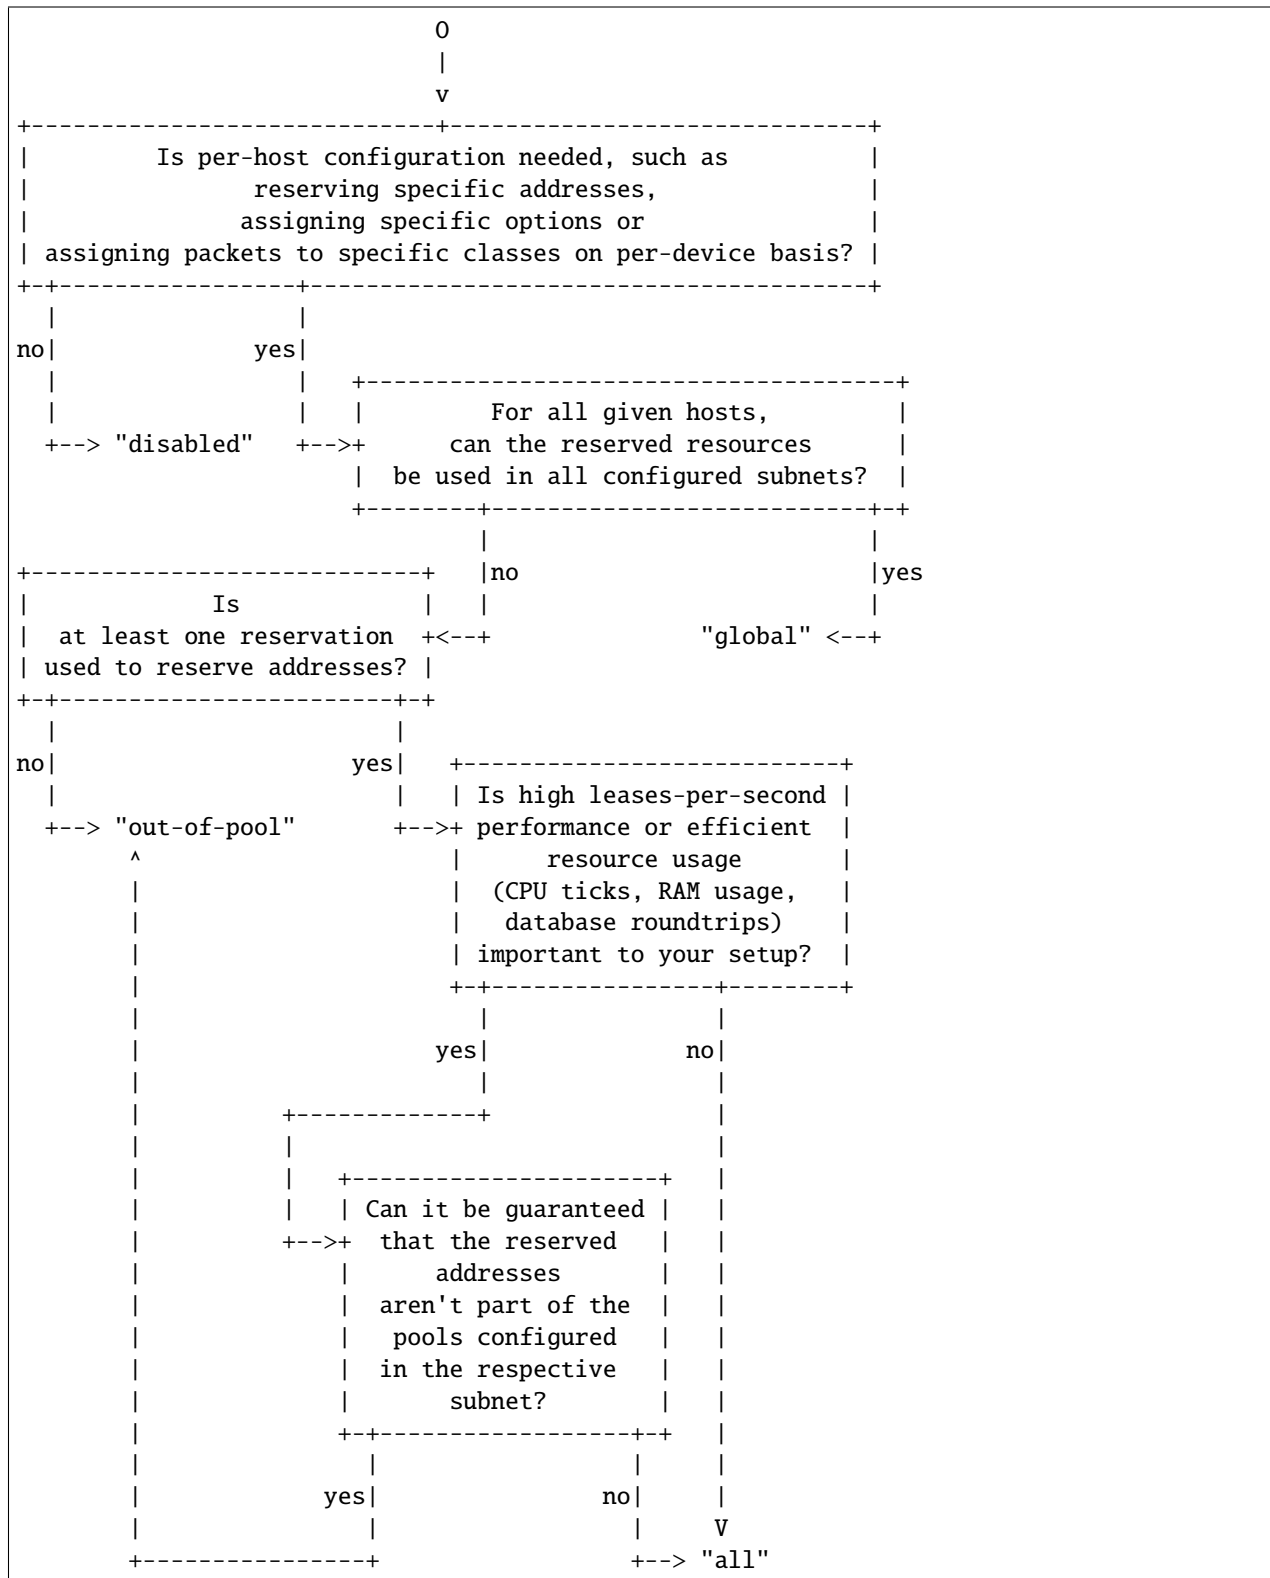 O
                              |
                              v
+-----------------------------+------------------------------+
|         Is per-host configuration needed, such as          |
|                reserving specific addresses,               |
|               assigning specific options or                |
| assigning packets to specific classes on per-device basis? |
+-+-----------------+----------------------------------------+
  |                 |
no|              yes|
  |                 |   +--------------------------------------+
  |                 |   |         For all given hosts,         |
  +--> "disabled"   +-->+      can the reserved resources      |
                        |  be used in all configured subnets?  |
                        +--------+---------------------------+-+
                                 |                           |
+----------------------------+   |no                         |yes
|             Is             |   |                           |
|  at least one reservation  +<--+               "global" <--+
| used to reserve addresses? |
+-+------------------------+-+
  |                        |
no|                     yes|   +---------------------------+
  |                        |   | Is high leases-per-second |
  +--> "out-of-pool"       +-->+ performance or efficient  |
        ^                      |      resource usage       |
        |                      |  (CPU ticks, RAM usage,   |
        |                      |   database roundtrips)    |
        |                      | important to your setup?  |
        |                      +-+----------------+--------+
        |                        |                |
        |                     yes|              no|
        |                        |                |
        |          +-------------+                |
        |          |                              |
        |          |   +----------------------+   |
        |          |   | Can it be guaranteed |   |
        |          +-->+  that the reserved   |   |
        |              |      addresses       |   |
        |              |  aren't part of the  |   |
        |              |   pools configured   |   |
        |              |  in the respective   |   |
        |              |       subnet?        |   |
        |              +-+------------------+-+   |
        |                |                  |     |
        |             yes|                no|     |
        |                |                  |     V
        +----------------+                  +--> "all"